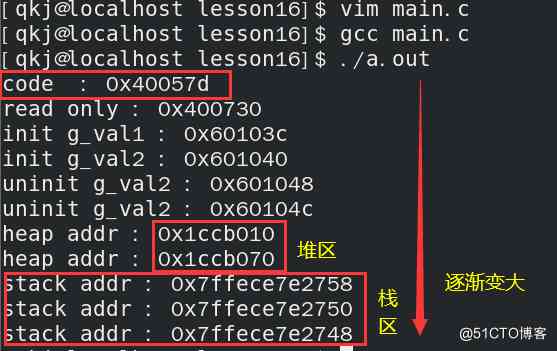 [qkj@localhost lesson16]$ vim main.c
[qkj@localhost lesson16]$ gcc main.c
[qkj@localhost lesson16]$ ./a.out
code  : 0x40057d
read only : 0x400730
init g_val1 : 0x60103c
init g_val2 : 0x601040
uninit g_val2 : 0x601048
uninit g_val2 : 0x60104c
heap addr : 0x1ccb010
heap addr : 0x1ccb070
堆区
stack addr : 0x7ffece7e2758
stack addr : 0x7ffece7e2750
stack addr : 0x7ffece7e2748
栈区
逐渐变大
@51CTO博客